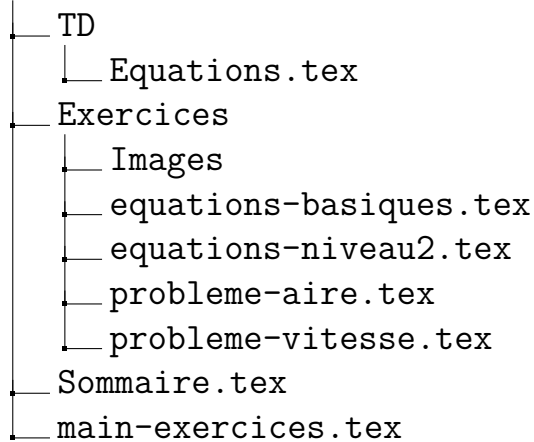 TD
Equations.tex
Exercices
Images
equations-basiques.tex
equations-niveau2.tex
probleme-aire.tex
probleme-vitesse.tex
Sommaire.tex
main-exercices.tex